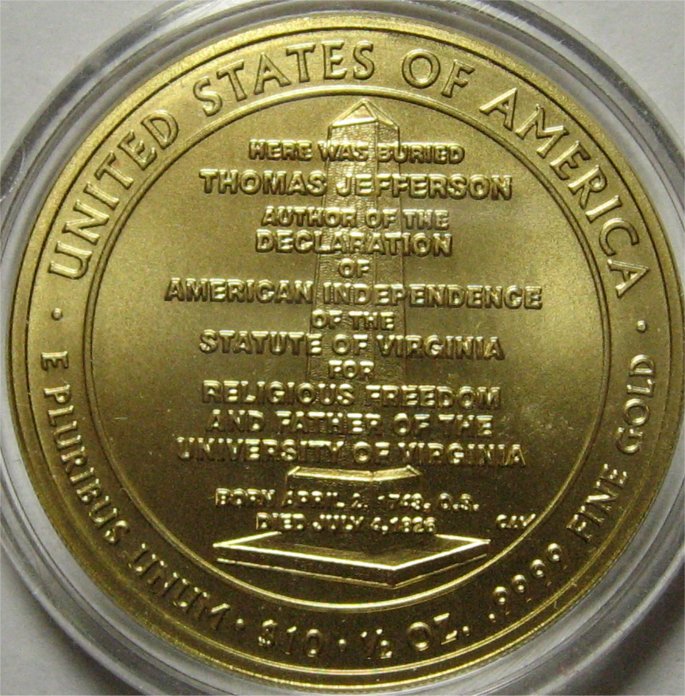 UNITED STATES OF AMERICA
HERE WAS BURIED
THOMAS JEFFERSON
AUTHOR OF THE
DECLARATION
OF
AMERICAN INDEPENDENCE
OF THE
STATUTE OF VIRGINIA
FOR
RELIGIOUS FREEDOM
AND FATHER OF THE
UNIVERSITY OF VIRGINIA
BORN APRIL 2, 1743, O.S.
DIED JULY 4, 1826
· E PLURIBUS UNUM · $10 · ½ OZ. .9999 FINE GOLD ·